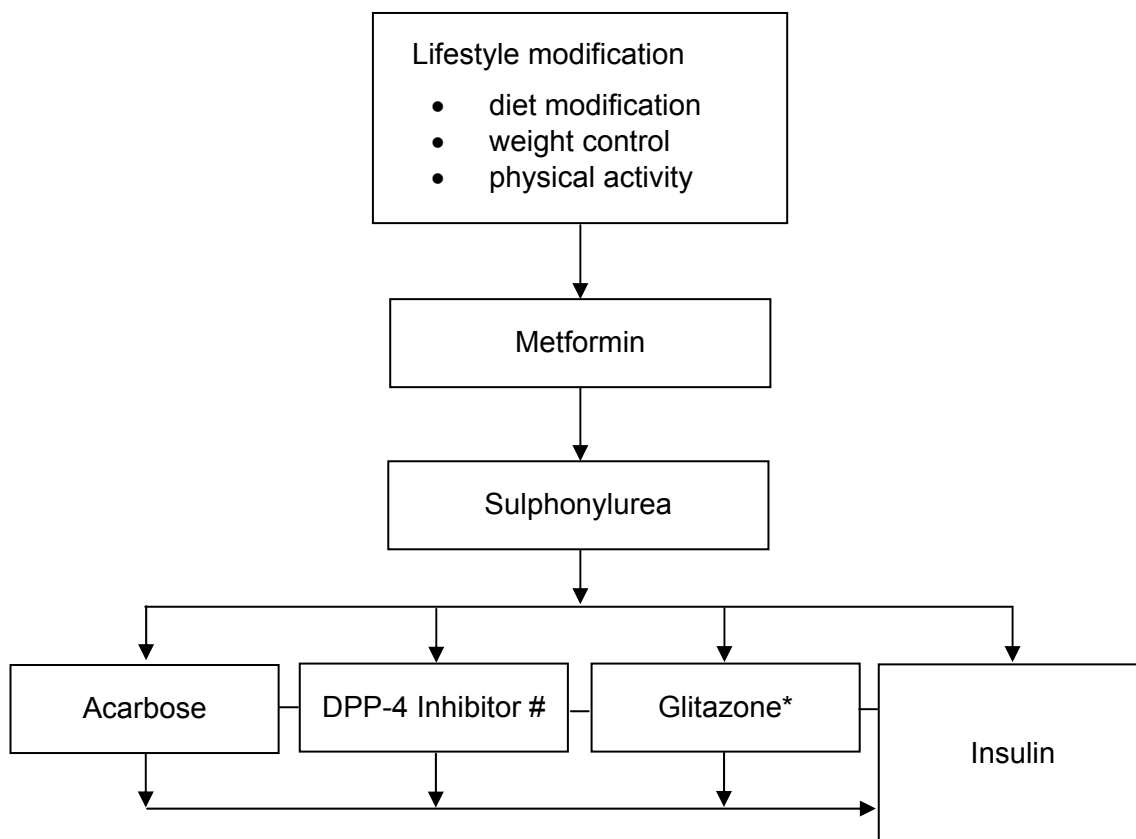 Lifestyle modification
• diet modification
• weight control
• physical activity
Metformin
Sulphonylurea
Acarbose
DPP-4 Inhibitor #
Glitazone*
Insulin